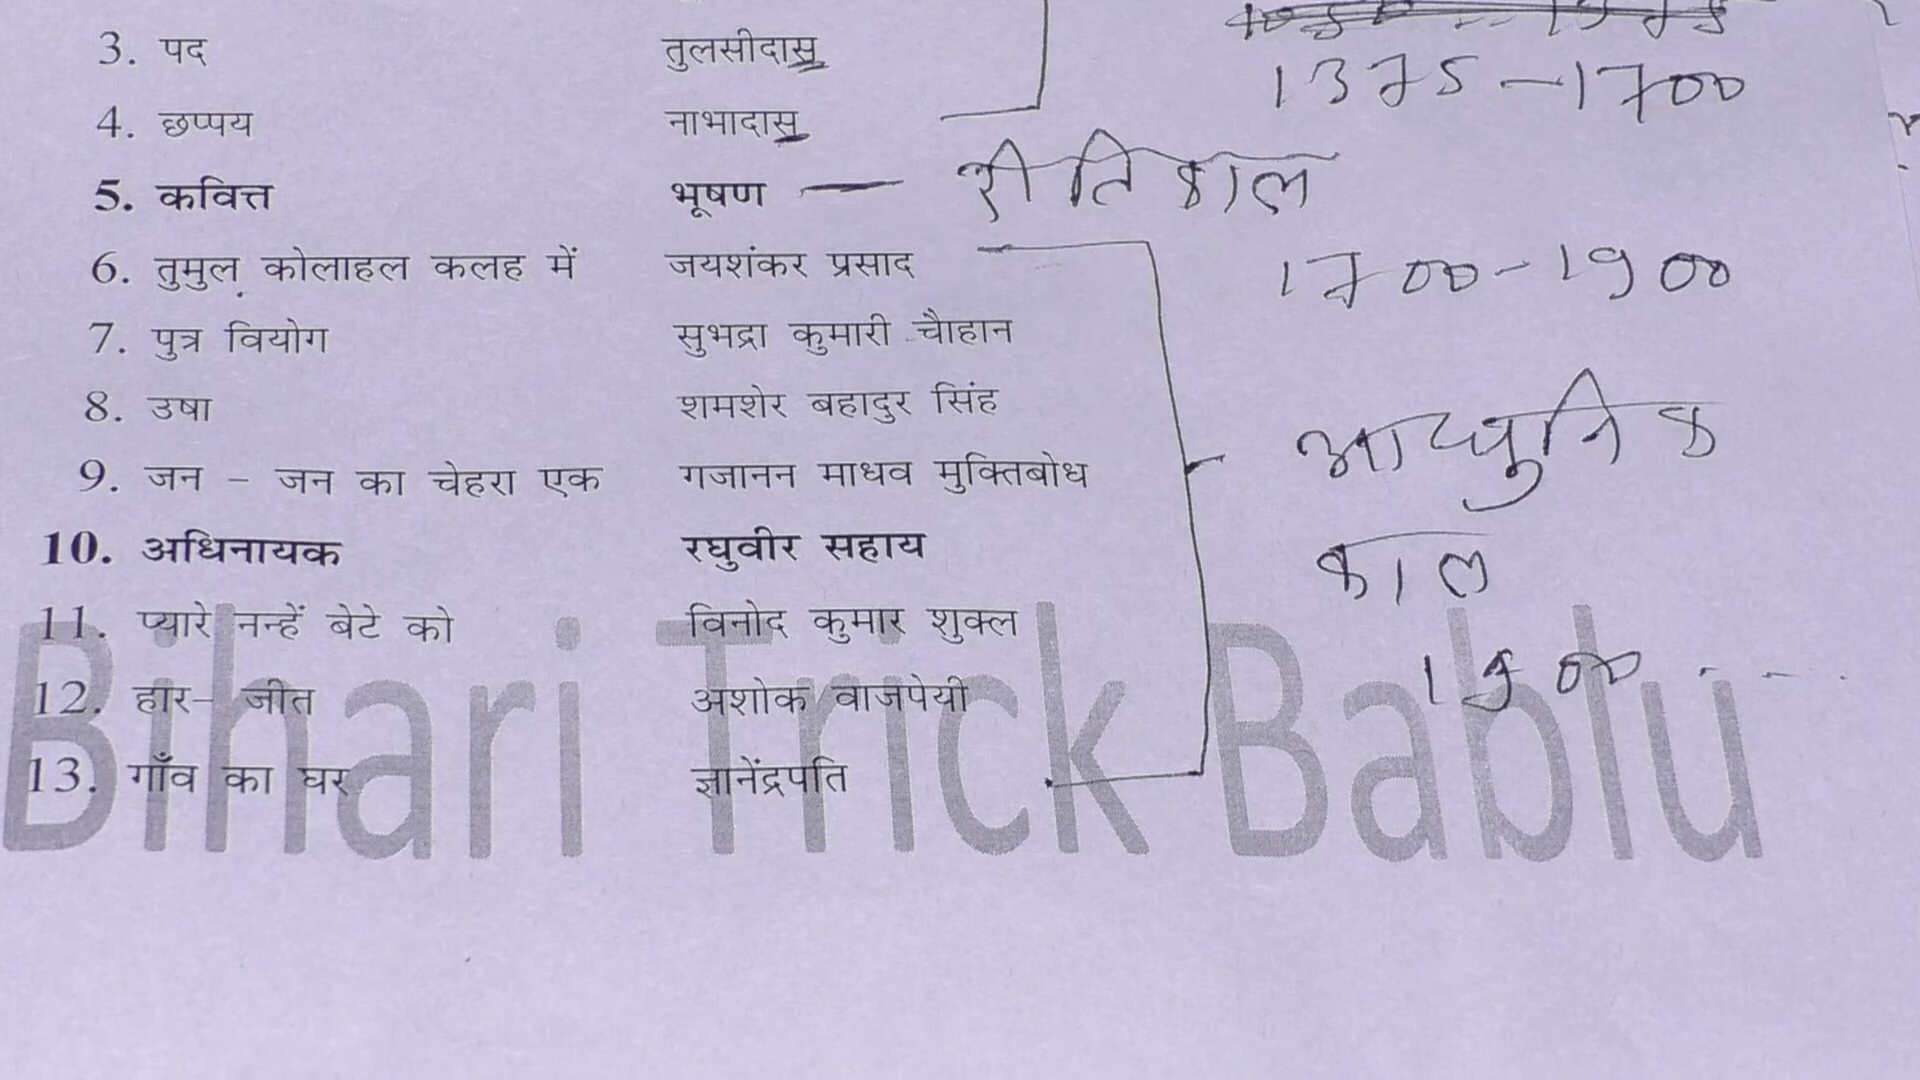 3. पद तुलसीदास
1375-1700
4. छप्पय नाभादास
5. कवित्त भूषण — रीतिकाल
6. तुमुल कोलाहल कलह में जयशंकर प्रसाद
1700-1900
7. पुत्र वियोग सुभद्रा कुमारी चौहान
8. उषा शमशेर बहादुर सिंह
9. जन - जन का चेहरा एक गजानन माधव मुक्तिबोध
आधुनिक
10. अधिनायक रघुवीर सहाय
काल
11. प्यारे नन्हें बेटे को विनोद कुमार शुक्ल
1900 - - -
12. हार- जीत अशोक वाजपेयी
13. गाँव का घर ज्ञानेंद्रपति
Bihari Trick Bablu